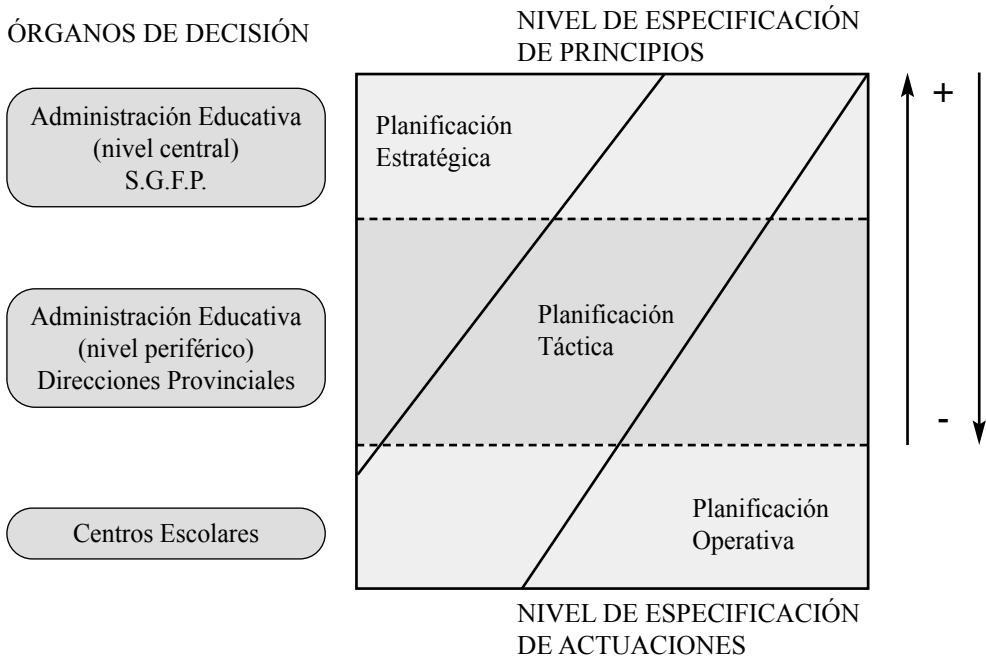 ÓRGANOS DE DECISIÓN
NIVEL DE ESPECIFICACIÓN
DE PRINCIPIOS
Administración Educativa
(nivel central)
S.G.F.P.
Planificación
Estratégica
+
Administración Educativa
(nivel periférico)
Direcciones Provinciales
Planificación
Táctica
-
Centros Escolares
Planificación
Operativa
NIVEL DE ESPECIFICACIÓN
DE ACTUACIONES